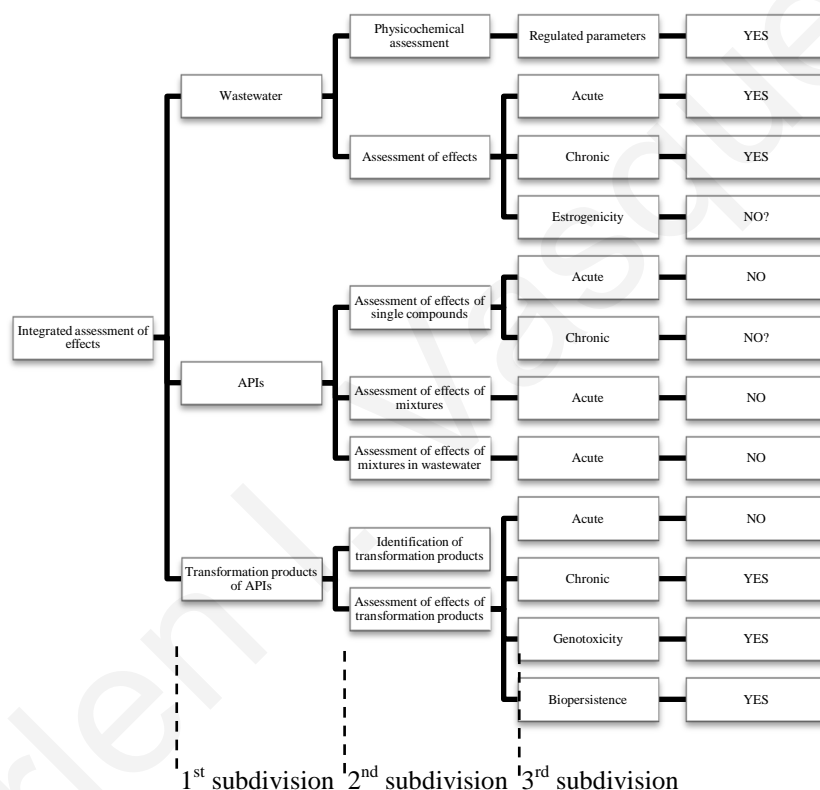 Physicochemical
assessment
Regulated parameters
YES
Wastewater
Acute
YES
Assessment of effects
Chronic
YES
Estrogenicity
NO?
Integrated assessment of
effects
APIs
Assessment of effects of
single compounds
Acute
NO
Chronic
NO?
Assessment of effects of
mixtures
Acute
NO
Assessment of effects of
mixtures in wastewater
Acute
NO
Transformation products
of APIs
Identification of
transformation products
Assessment of effects of
transformation products
Acute
NO
Chronic
YES
Genotoxicity
YES
Biopersistence
YES
1st subdivision
2nd subdivision
3rd subdivision
rlen I. Vasque